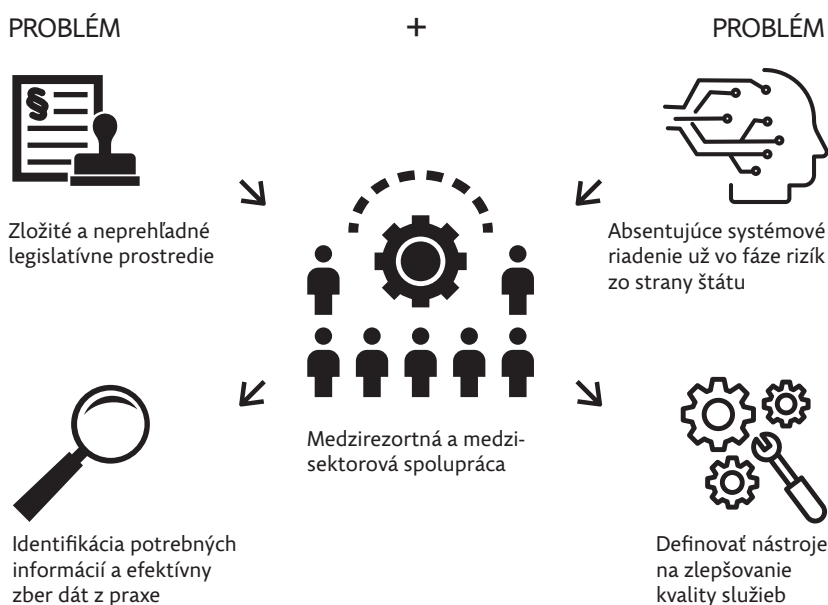 PROBLÉM
+
PROBLÉM
§
Zložité a neprehľadné
legislatívne prostredie
Absentujúce systémové
riadenie už vo fáze rizík
zo strany štátu
Medzirezortná a medzi-
sektorová spolupráca
Identifikácia potrebných
informácií a efektívny
zber dát z praxe
Definovať nástroje
na zlepšovanie
kvality služieb